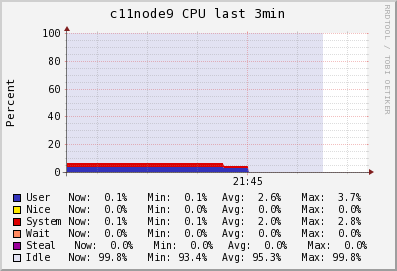 c11node9 CPU last 3min
RRDTOOL / TOBI OETIKER
Percent
100
80
60
40
20
0
21:45
User Now: 0.1% Min: 0.1% Avg: 2.6% Max: 3.7%
Nice Now: 0.0% Min: 0.0% Avg: 0.0% Max: 0.0%
System Now: 0.1% Min: 0.1% Avg: 2.0% Max: 2.8%
Wait Now: 0.0% Min: 0.0% Avg: 0.0% Max: 0.0%
Steal Now: 0.0% Min: 0.0% Avg: 0.0% Max: 0.0%
Idle Now: 99.8% Min: 93.4% Avg: 95.3% Max: 99.8%